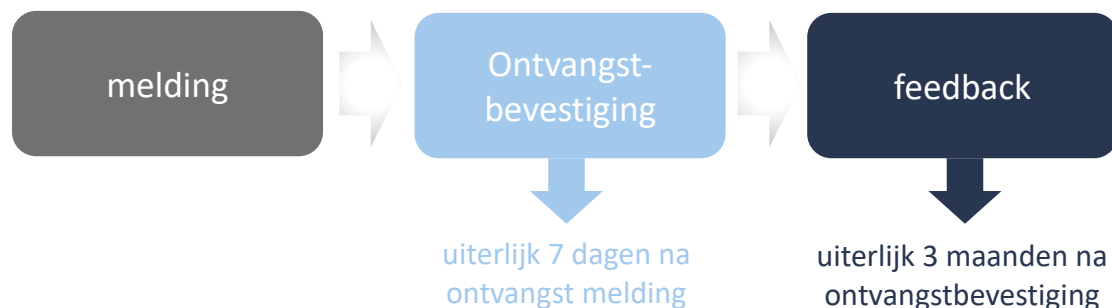 melding
Ontvangst-
bevestiging
feedback
uiterlijk 7 dagen na
ontvangst melding
uiterlijk 3 maanden na
ontvangstbevestiging